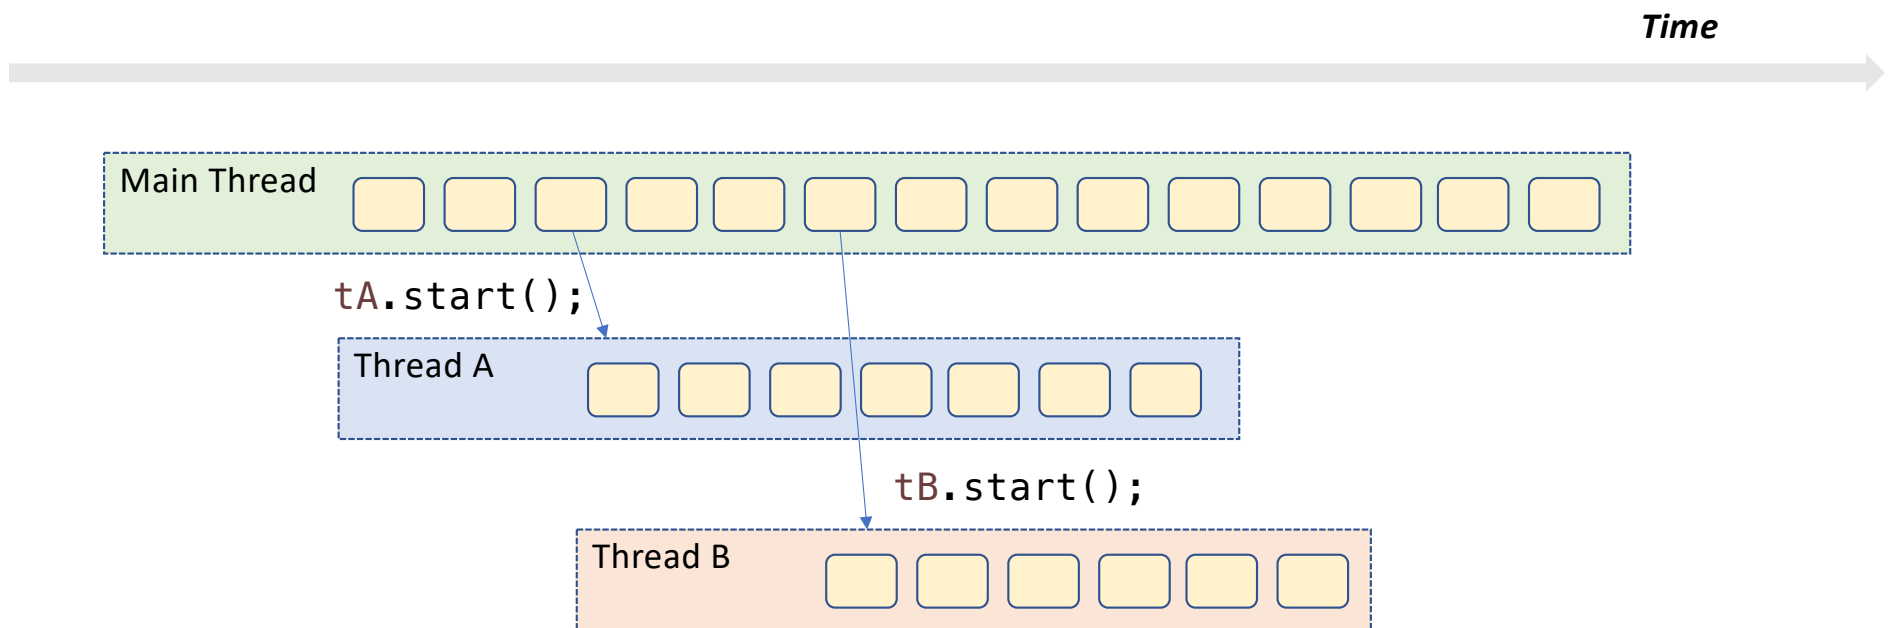 Time
Main Thread
tA.start();
Thread A
tB.start();
Thread B